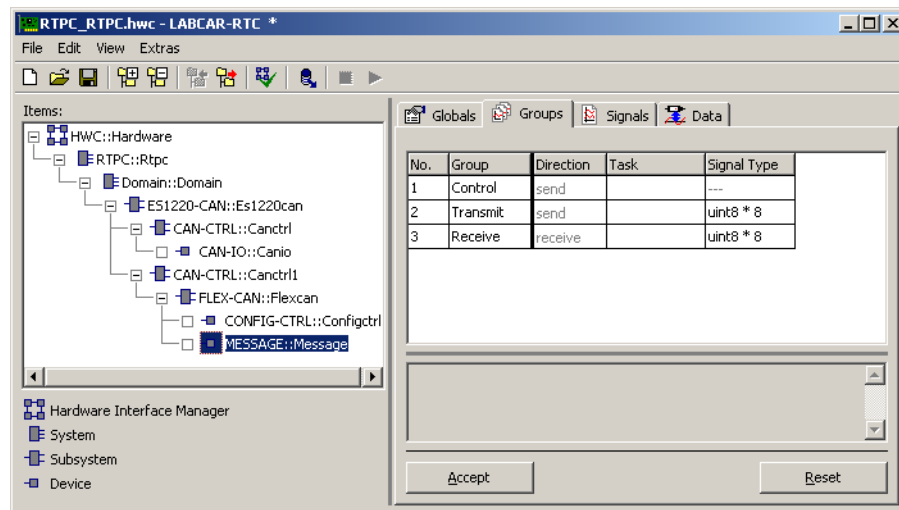 RTPC_RTPC.hwc - LABCAR-RTC *
File Edit View Extras
Items:
HWC::Hardware
RTPC::Rtpc
Domain::Domain
ES1220-CAN::Es1220can
CAN-CTRL::Canctrl
CAN-IO::Canio
CAN-CTRL::Canctrl1
FLEX-CAN::Flexcan
CONFIG-CTRL::Configctrl
MESSAGE::Message
Hardware Interface Manager
System
Subsystem
Device
Globals Groups Signals Data
No. Group Direction Task Signal Type
1 Control send ---
2 Transmit send uint8 * 8
3 Receive receive uint8 * 8
Accept Reset